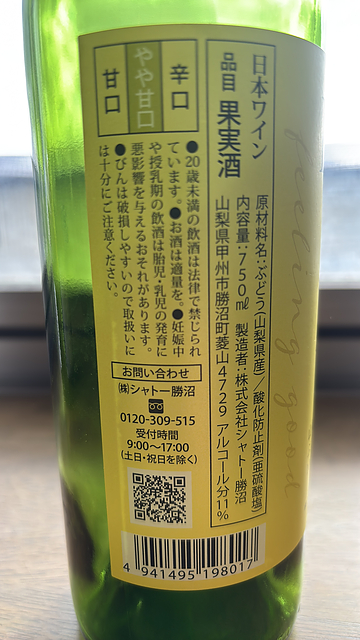 feeling good
日本ワイン
品目 果実酒
原材料名:ぶどう(山梨県産)/酸化防止剤(亜硫酸塩)
内容量:750㎖ 製造者:株式会社シャトー勝沼
山梨県甲州市勝沼町菱山4729 アルコール分11%
辛口
やや甘口
甘口
●20歳未満の飲酒は法律で禁じられ
ています。●お酒は適量を。●妊娠中
や授乳期の飲酒は胎児・乳児の発育に
悪影響を与えるおそれがあります。
●びんは破損しやすいので取扱いに
は十分にご注意ください。
お問い合わせ
㈱シャトー勝沼
0120-309-515
受付時間
9:00〜17:00
(土日・祝日を除く)
4 941495 198017